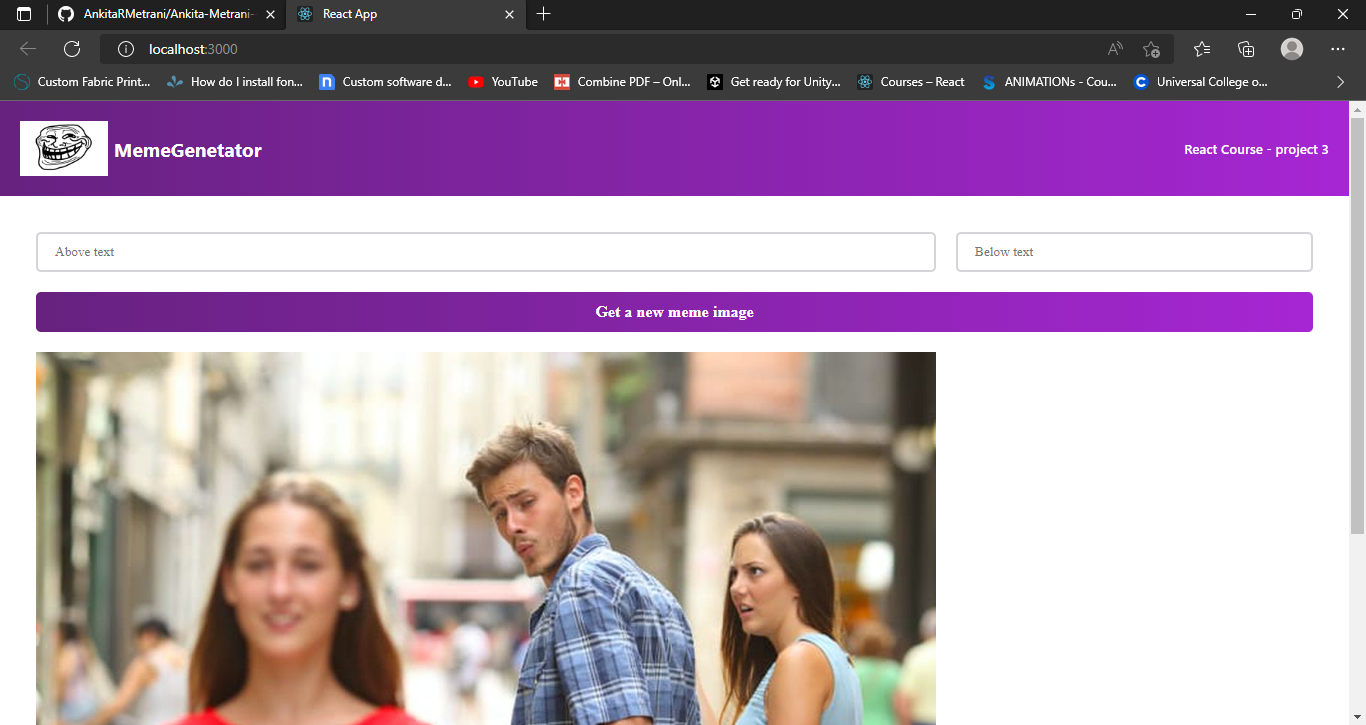 AnkitaRMetrani/Ankita-Metrani-
React App
localhost:3000
Custom Fabric Print...
How do I install fon...
Custom software d...
YouTube
Combine PDF – Onl...
Get ready for Unity...
Courses – React
ANIMATIONs - Cou...
Universal College o...
MemeGenetator
React Course - project 3
Above text
Below text
Get a new meme image